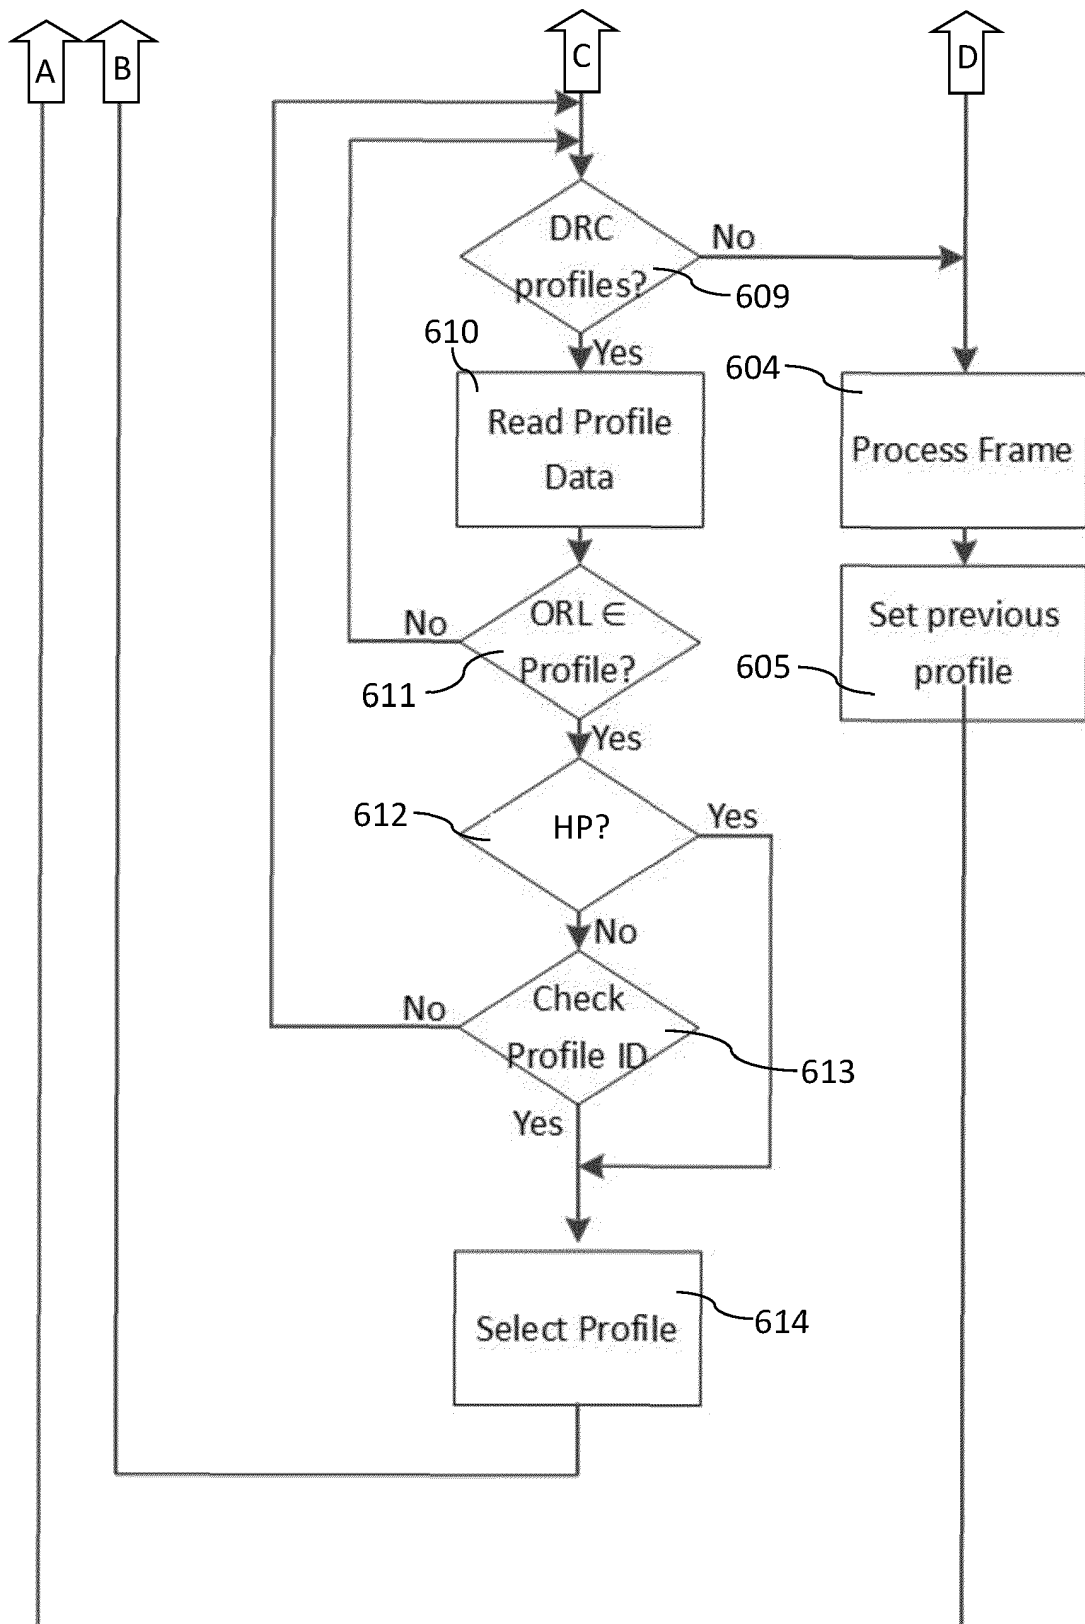 A
B
C
D
DRC
profiles?
No
609
Yes
610
Read Profile
Data
604
Process Frame
ORL ∈
Profile?
No
611
Yes
Set previous
profile
605
612
HP?
Yes
No
Check
Profile ID
No
613
Yes
Select Profile
614